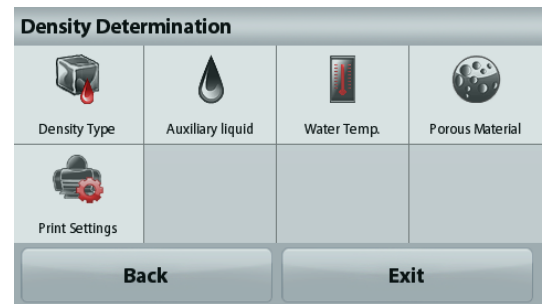 Density Determination
Density Type
Auxiliary liquid
Water Temp.
Porous Material
Print Settings
Back
Exit